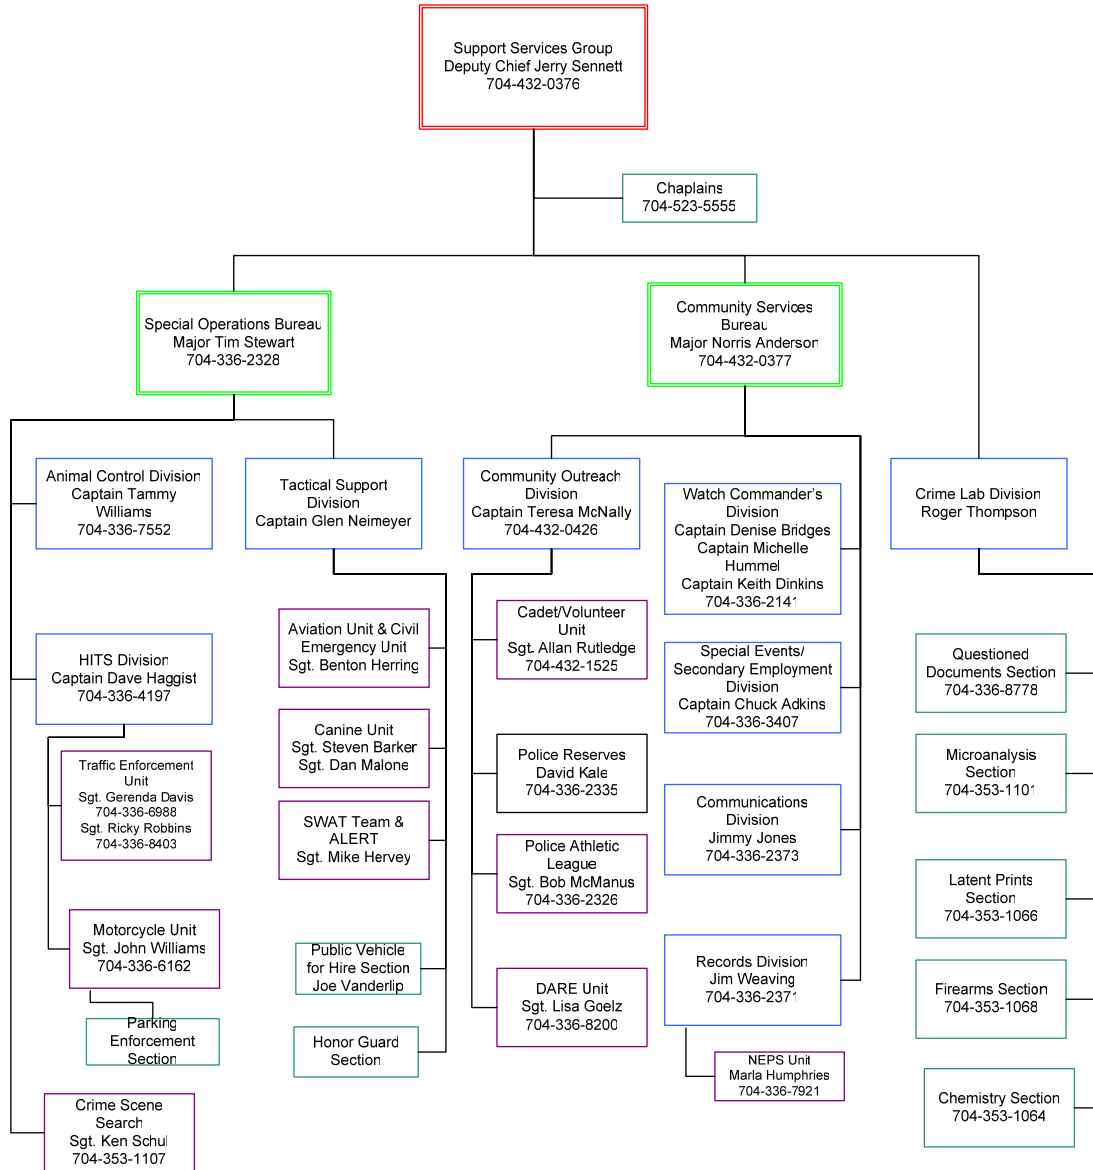 Support Services Group
Deputy Chief Jerry Sennett
704-432-0376
Chaplains
704-523-5555
Special Operations Bureau
Major Tim Stewart
704-336-2328
Community Services
Bureau
Major Norris Anderson
704-432-0377
Animal Control Division
Captain Tammy
Williams
704-336-7552
Tactical Support
Division
Captain Glen Neimeyer
Community Outreach
Division
Captain Teresa McNally
704-432-0426
Watch Commander's
Division
Captain Denise Bridges
Captain Michelle
Hummel
Captain Keith Dinkins
704-336-2141
Crime Lab Division
Roger Thompson
HITS Division
Captain Dave Haggist
704-336-4197
Aviation Unit & Civil
Emergency Unit
Sgt. Benton Herring
Cadet/Volunteer
Unit
Sgt. Allan Rutledge
704-432-1525
Special Events/
Secondary Employment
Division
Captain Chuck Adkins
704-336-3407
Questioned
Documents Section
704-336-8778
Traffic Enforcement
Unit
Sgt. Gerenda Davis
704-336-6988
Sgt. Ricky Robbins
704-336-8403
Canine Unit
Sgt. Steven Barker
Sgt. Dan Malone
Police Reserves
David Kale
704-336-2335
Communications
Division
Jimmy Jones
704-336-2373
Microanalysis
Section
704-353-1101
SWAT Team &
ALERT
Sgt. Mike Hervey
Police Athletic
League
Sgt. Bob McManus
704-336-2326
Latent Prints
Section
704-353-1066
Motorcycle Unit
Sgt. John Williams
704-336-6162
Public Vehicle
for Hire Section
Joe Vanderlip
DARE Unit
Sgt. Lisa Goelz
704-336-8200
Records Division
Jim Weaving
704-336-2371
Firearms Section
704-353-1068
Parking
Enforcement
Section
Honor Guard
Section
NEPS Unit
Marla Humphries
704-336-7921
Crime Scene
Search
Sgt. Ken Schul
704-353-1107
Chemistry Section
704-353-1064